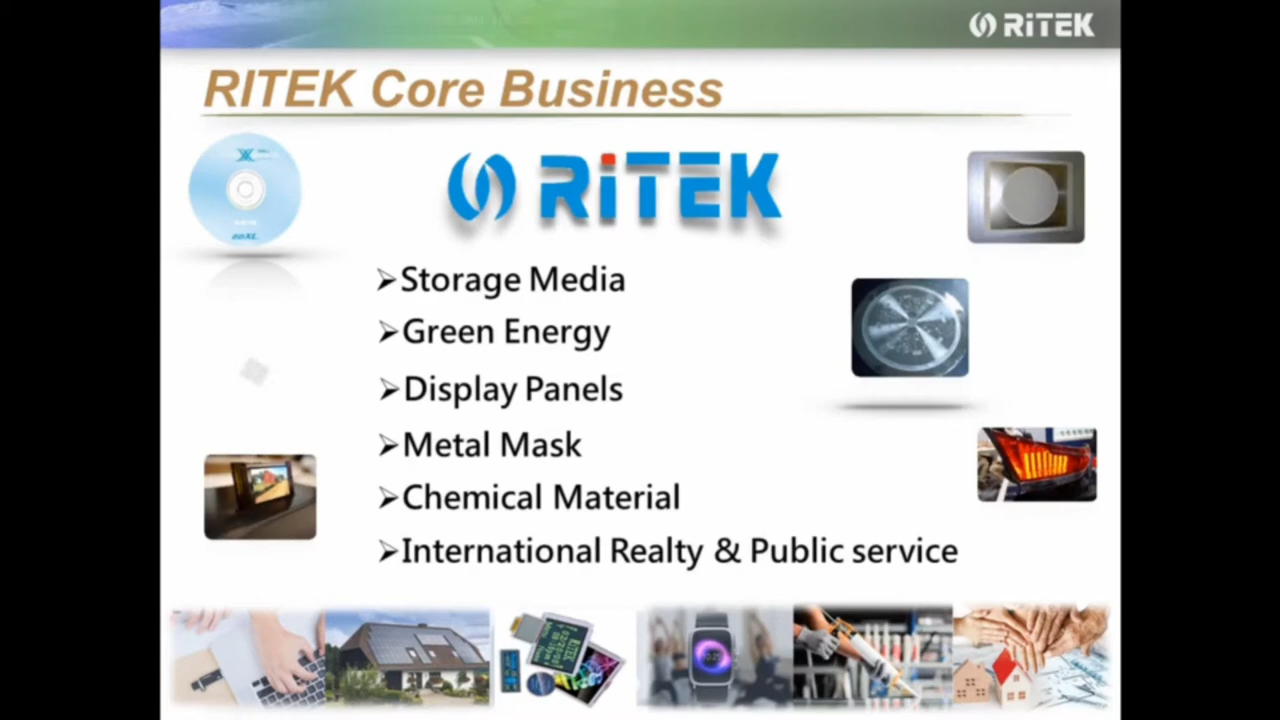 RiTEK
RITEK Core Business
RiTEK
➢Storage Media
➢Green Energy
➢Display Panels
➢Metal Mask
➢Chemical Material
➢International Realty & Public service